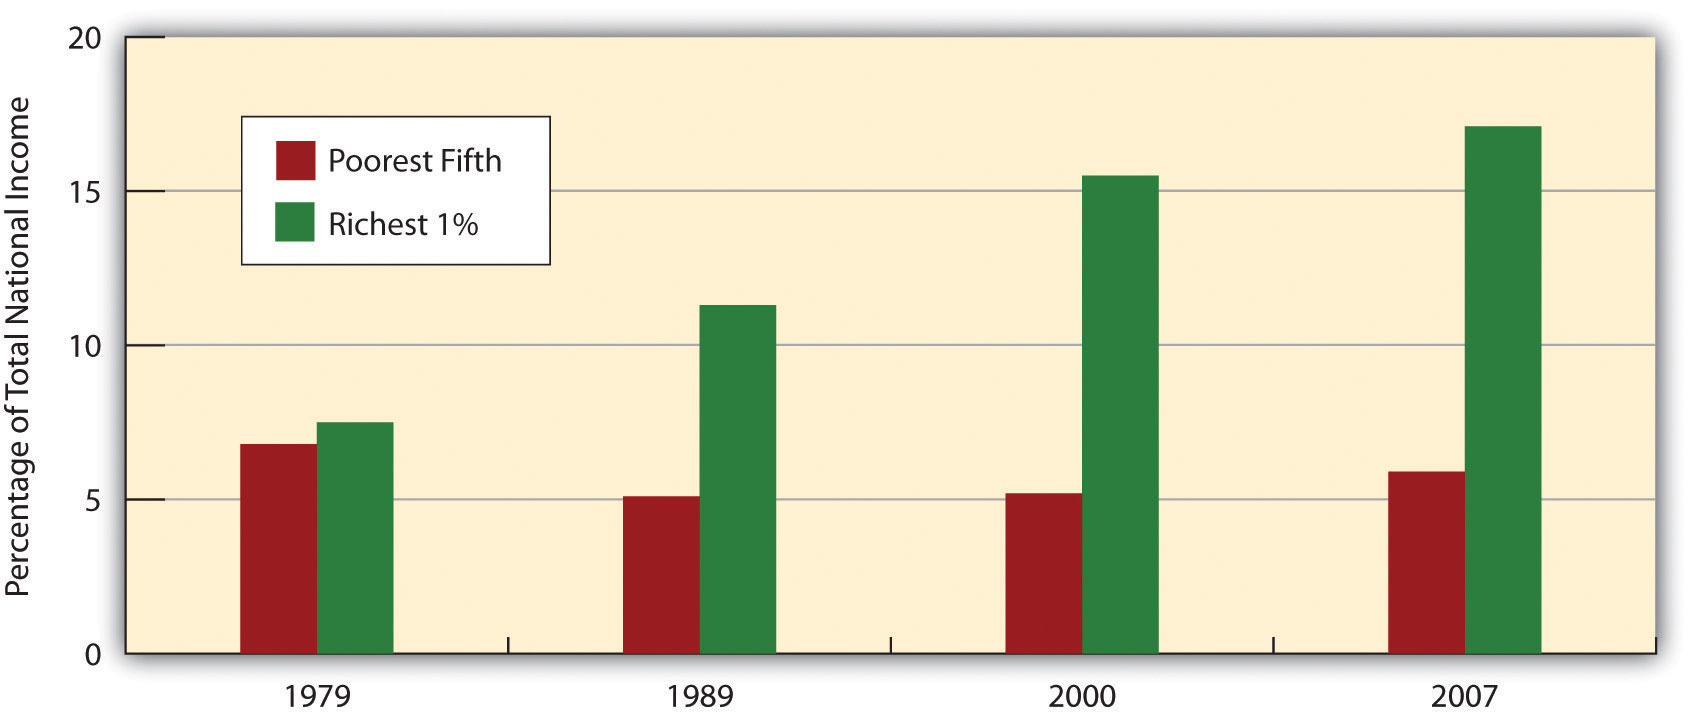 Percentage of Total National Income
20
15
10
5
0
Poorest Fifth
Richest 1%
1979 1989 2000 2007